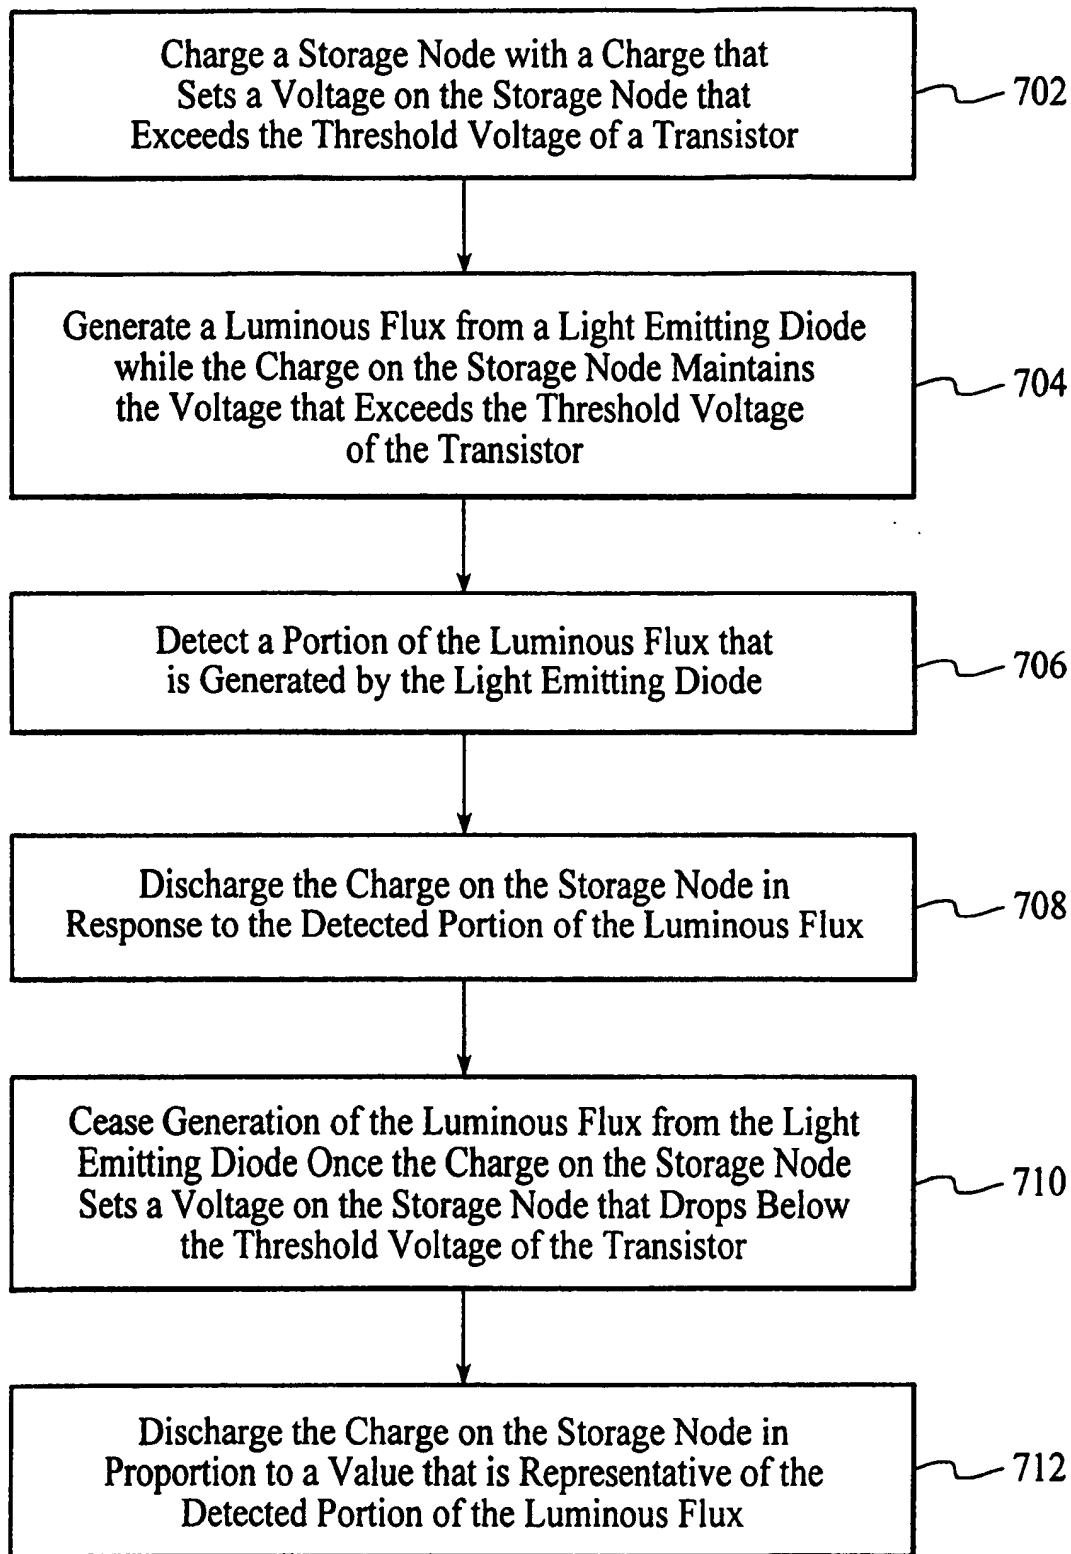 Charge a Storage Node with a Charge that
Sets a Voltage on the Storage Node that
Exceeds the Threshold Voltage of a Transistor
702
Generate a Luminous Flux from a Light Emitting Diode
while the Charge on the Storage Node Maintains
the Voltage that Exceeds the Threshold Voltage
of the Transistor
704
Detect a Portion of the Luminous Flux that
is Generated by the Light Emitting Diode
706
Discharge the Charge on the Storage Node in
Response to the Detected Portion of the Luminous Flux
708
Cease Generation of the Luminous Flux from the Light
Emitting Diode Once the Charge on the Storage Node
Sets a Voltage on the Storage Node that Drops Below
the Threshold Voltage of the Transistor
710
Discharge the Charge on the Storage Node in
Proportion to a Value that is Representative of the
Detected Portion of the Luminous Flux
712